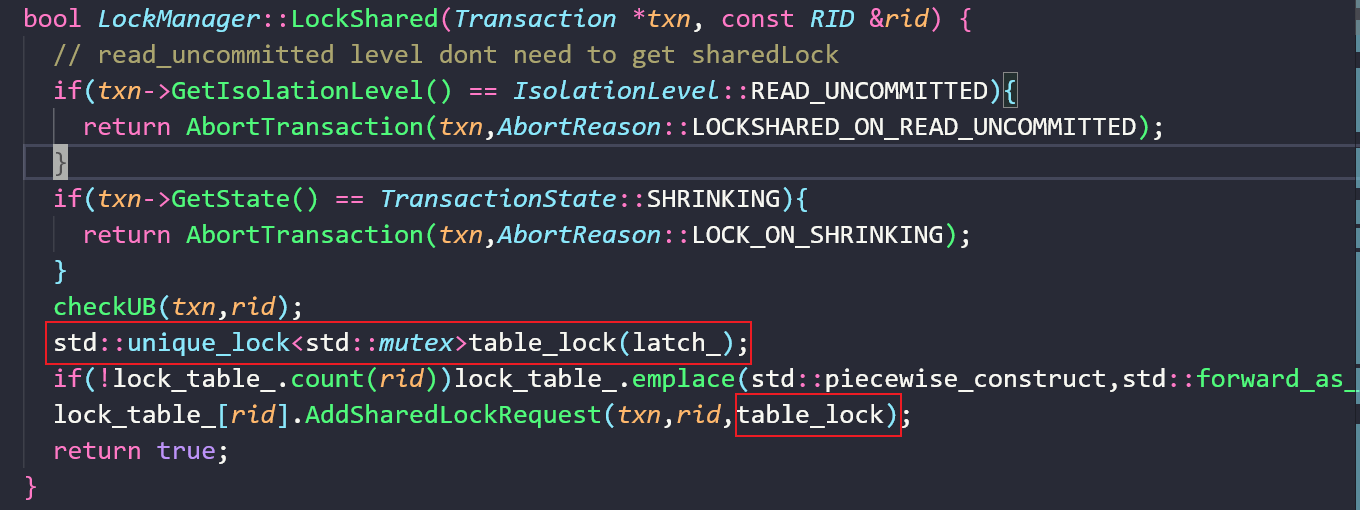 bool LockManager::LockShared(Transaction *txn, const RID &rid) {
  // read_uncommitted level dont need to get sharedLock
  if(txn->GetIsolationLevel() == IsolationLevel::READ_UNCOMMITTED){
    return AbortTransaction(txn,AbortReason::LOCKSHARED_ON_READ_UNCOMMITTED);
  }
  if(txn->GetState() == TransactionState::SHRINKING){
    return AbortTransaction(txn,AbortReason::LOCK_ON_SHRINKING);
  }
  checkUB(txn,rid);
  std::unique_lock<std::mutex>table_lock(latch_);
  if(!lock_table_.count(rid))lock_table_.emplace(std::piecewise_construct,std::forward_as_
  lock_table_[rid].AddSharedLockRequest(txn,rid,table_lock);
  return true;
}